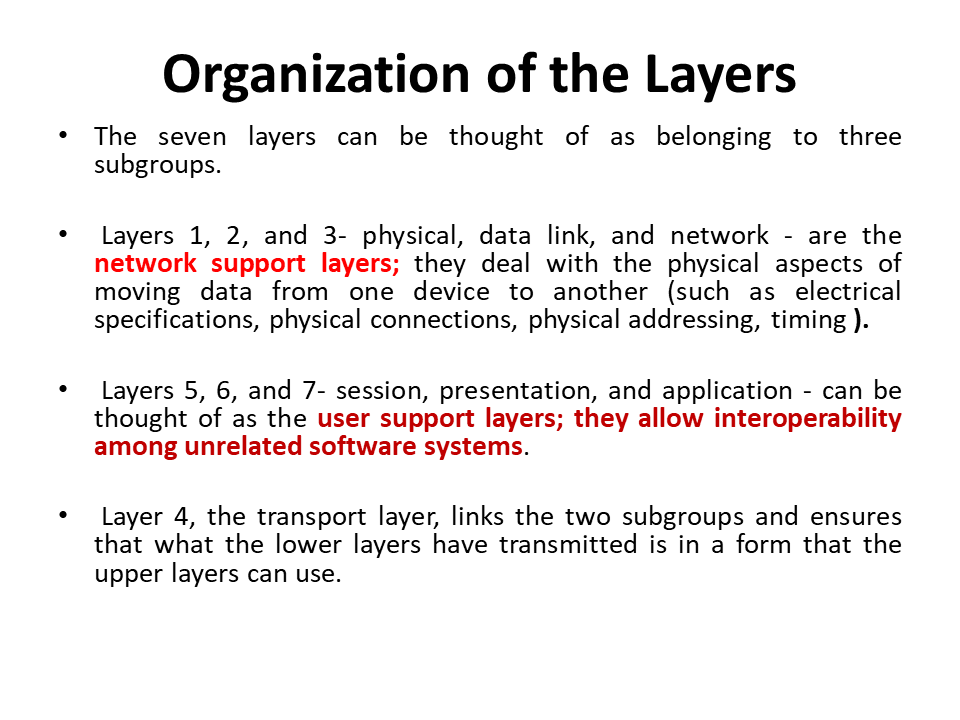 Organization of the Layers
• The seven layers can be thought of as belonging to three
subgroups.
• Layers 1, 2, and 3- physical, data link, and network - are the
network support layers; they deal with the physical aspects of
moving data from one device to another (such as electrical
specifications, physical connections, physical addressing, timing ).
• Layers 5, 6, and 7- session, presentation, and application - can be
thought of as the user support layers; they allow interoperability
among unrelated software systems.
• Layer 4, the transport layer, links the two subgroups and ensures
that what the lower layers have transmitted is in a form that the
upper layers can use.